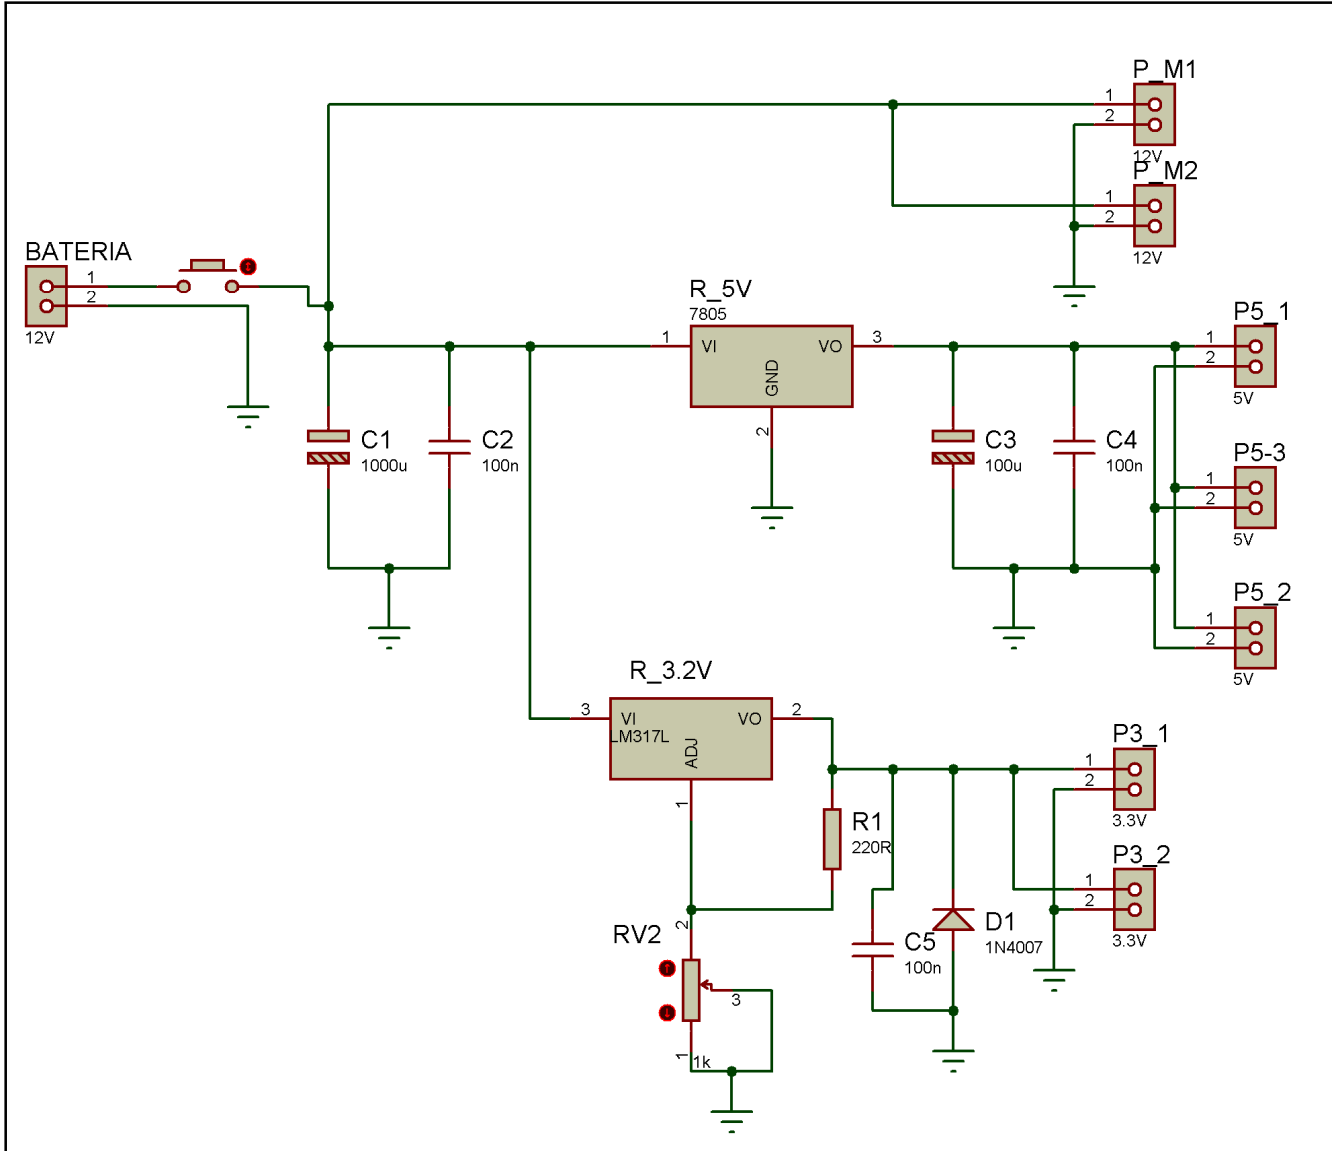 P_M1
1
2
12V
P_M2
1
2
12V
BATERIA
1
2
12V
R_5V
7805
1
VI
VO
3
GND
2
P5_1
1
2
5V
C1
1000u
C2
100n
C3
100u
C4
100n
P5-3
1
2
5V
P5_2
1
2
5V
R_3.2V
3
VI
LM317L
VO
2
ADJ
1
P3_1
1
2
3.3V
R1
220R
P3_2
1
2
3.3V
RV2
2
3
1
1k
C5
100n
D1
1N4007